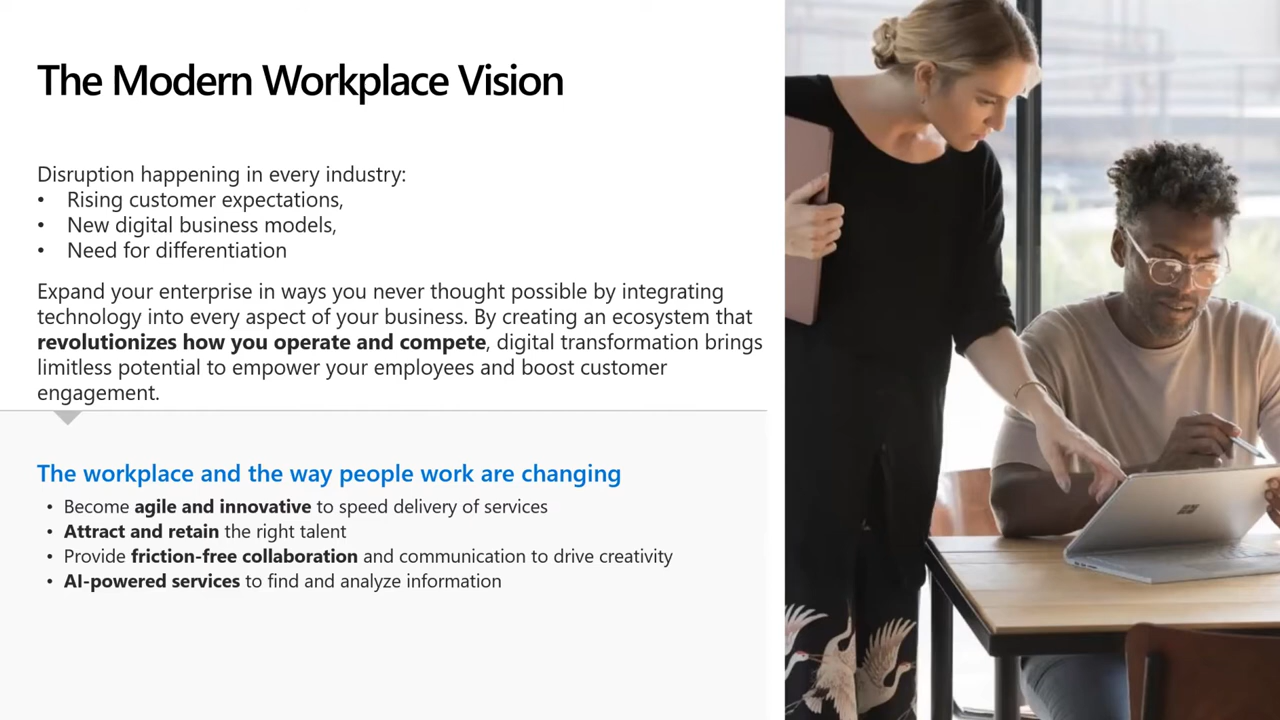 The Modern Workplace Vision
Disruption happening in every industry:
• Rising customer expectations,
• New digital business models,
• Need for differentiation
Expand your enterprise in ways you never thought possible by integrating
technology into every aspect of your business. By creating an ecosystem that
revolutionizes how you operate and compete, digital transformation brings
limitless potential to empower your employees and boost customer
engagement.
The workplace and the way people work are changing
• Become agile and innovative to speed delivery of services
• Attract and retain the right talent
• Provide friction-free collaboration and communication to drive creativity
• AI-powered services to find and analyze information